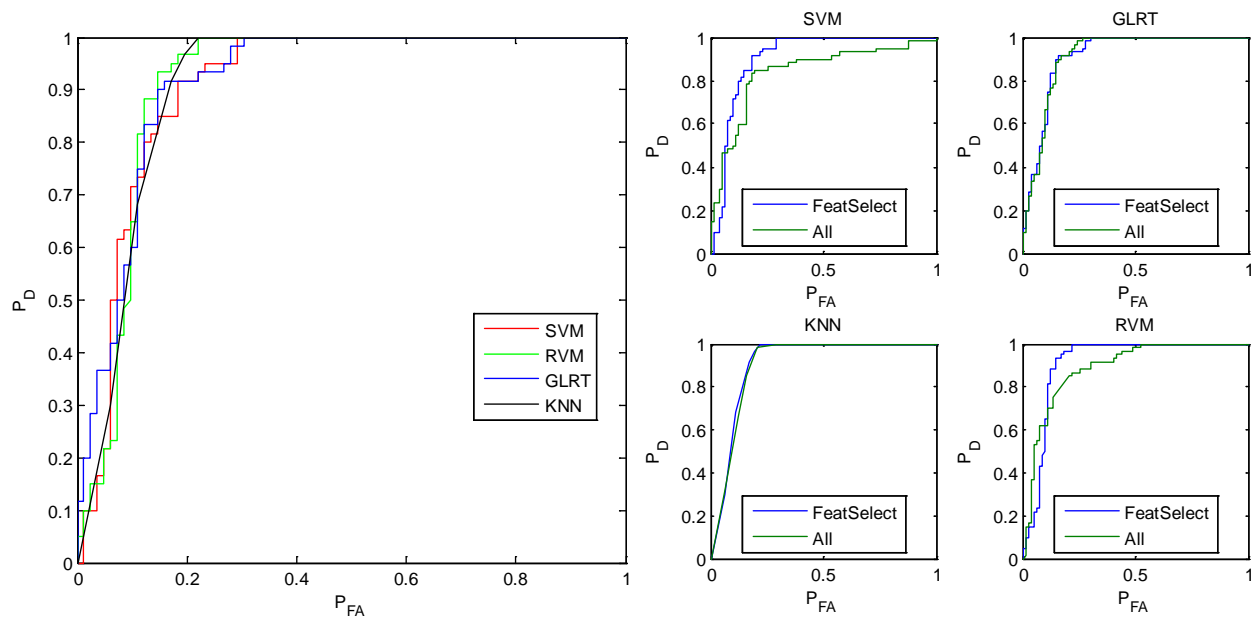 1
0.9
0.8
0.7
0.6
0.5
0.4
0.3
0.2
0.1
0
P_D
0 0.2 0.4 0.6 0.8 1
P_FA
SVM
RVM
GLRT
KNN
SVM
1
0.8
0.6
0.4
0.2
0
P_D
FeatSelect
All
0 0.5 1
P_FA
GLRT
1
0.8
0.6
0.4
0.2
0
P_D
FeatSelect
All
0 0.5 1
P_FA
KNN
1
0.8
0.6
0.4
0.2
0
P_D
FeatSelect
All
0 0.5 1
P_FA
RVM
1
0.8
0.6
0.4
0.2
0
P_D
FeatSelect
All
0 0.5 1
P_FA